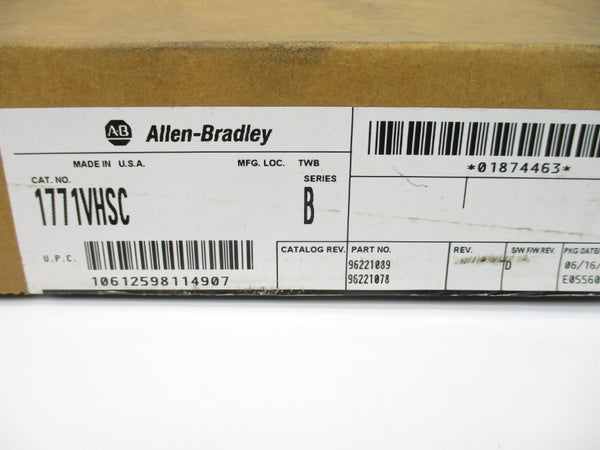 AB Allen-Bradley
*01874463*
MADE IN U.S.A. MFG. LOC. TWB
CAT. NO. SERIES
1771VHSC B
U.P.C.
10612598114907
CATALOG REV. PART NO. REV. S/W F/W REV. PKG DATE
96221089 D 06/16/
96221078 E05560